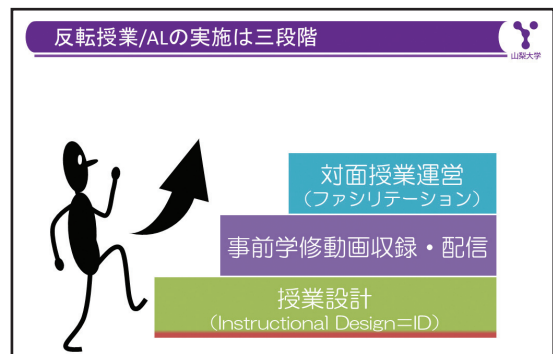 反転授業/ALの実施は三段階
山梨大学
対面授業運営
（ファシリテーション）
事前学修動画収録・配信
授業設計
（Instructional Design＝ID）